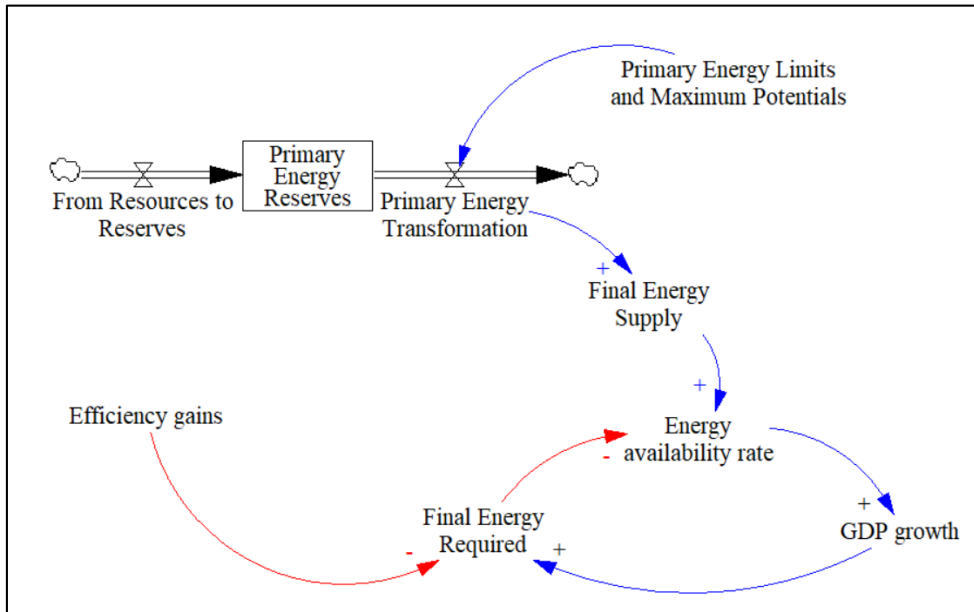 Primary Energy Limits
and Maximum Potentials
Primary
Energy
Reserves
From Resources to
Reserves
Primary Energy
Transformation
+
Final Energy
Supply
+
Efficiency gains
Energy
availability rate
-
+
Final Energy
Required
-
+
GDP growth